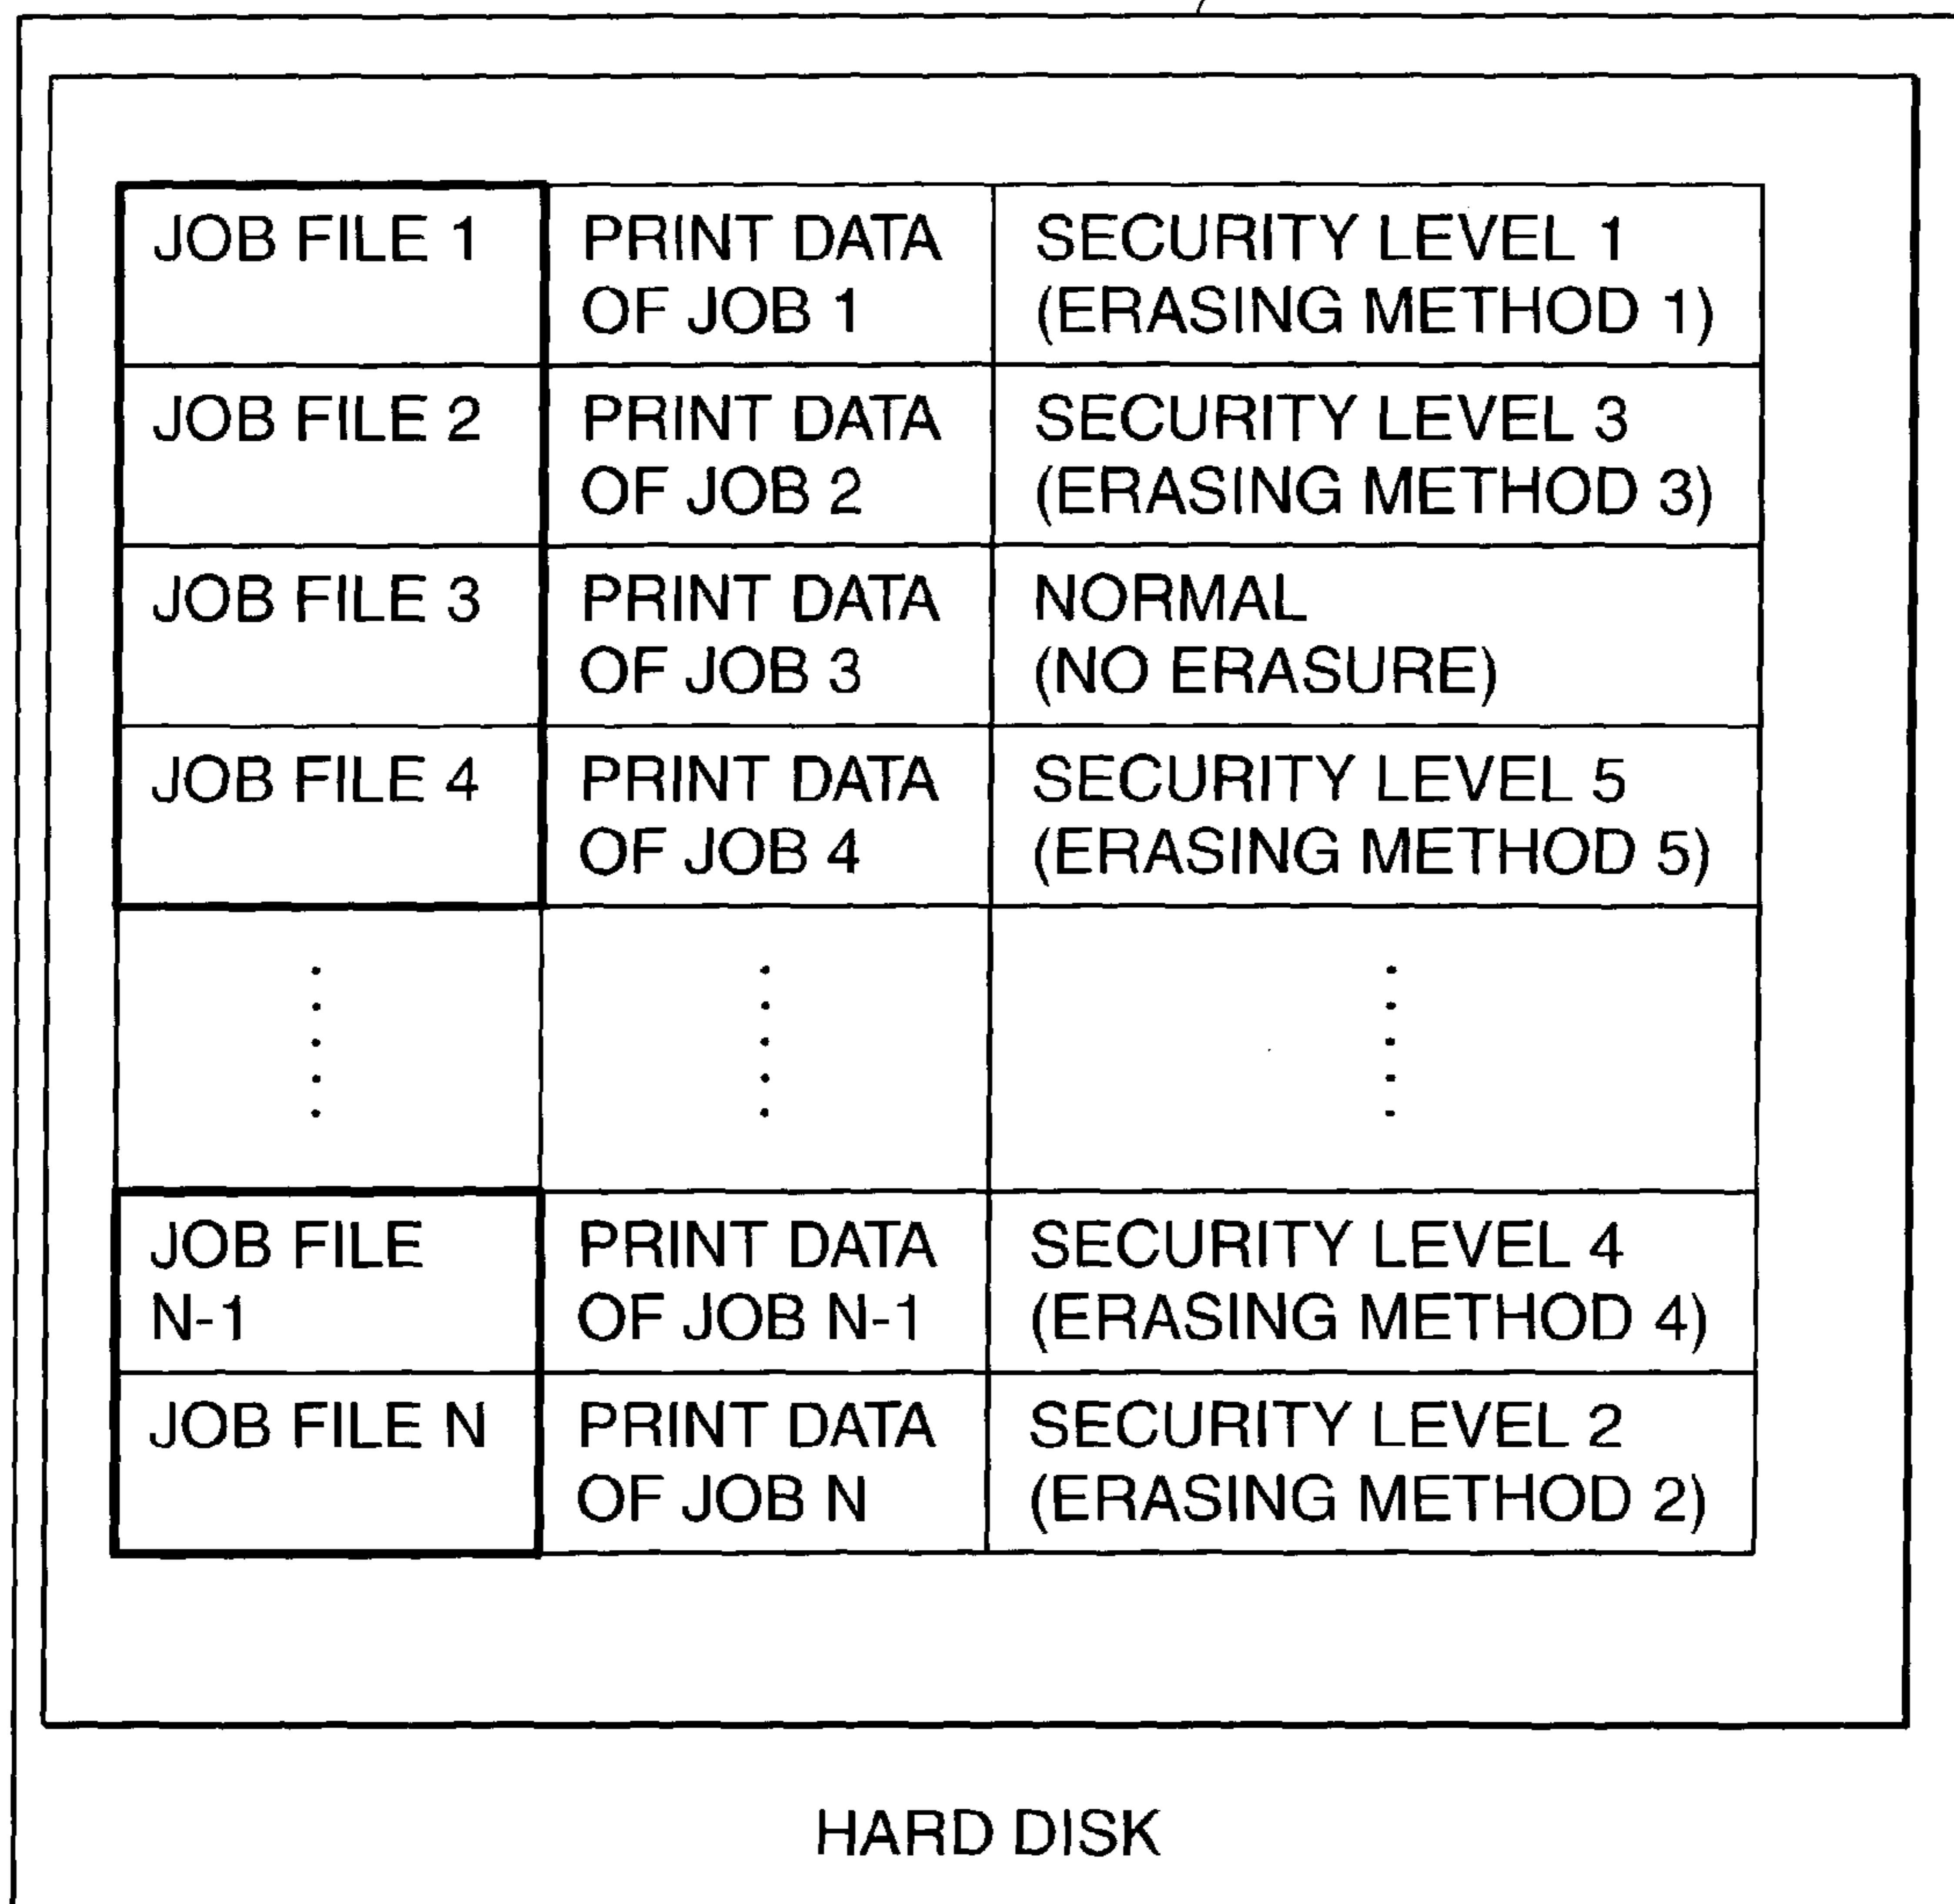 JOB FILE 1
PRINT DATA
OF JOB 1
SECURITY LEVEL 1
(ERASING METHOD 1)
JOB FILE 2
PRINT DATA
OF JOB 2
SECURITY LEVEL 3
(ERASING METHOD 3)
JOB FILE 3
PRINT DATA
OF JOB 3
NORMAL
(NO ERASURE)
JOB FILE 4
PRINT DATA
OF JOB 4
SECURITY LEVEL 5
(ERASING METHOD 5)
JOB FILE
N-1
PRINT DATA
OF JOB N-1
SECURITY LEVEL 4
(ERASING METHOD 4)
JOB FILE N
PRINT DATA
OF JOB N
SECURITY LEVEL 2
(ERASING METHOD 2)
HARD DISK